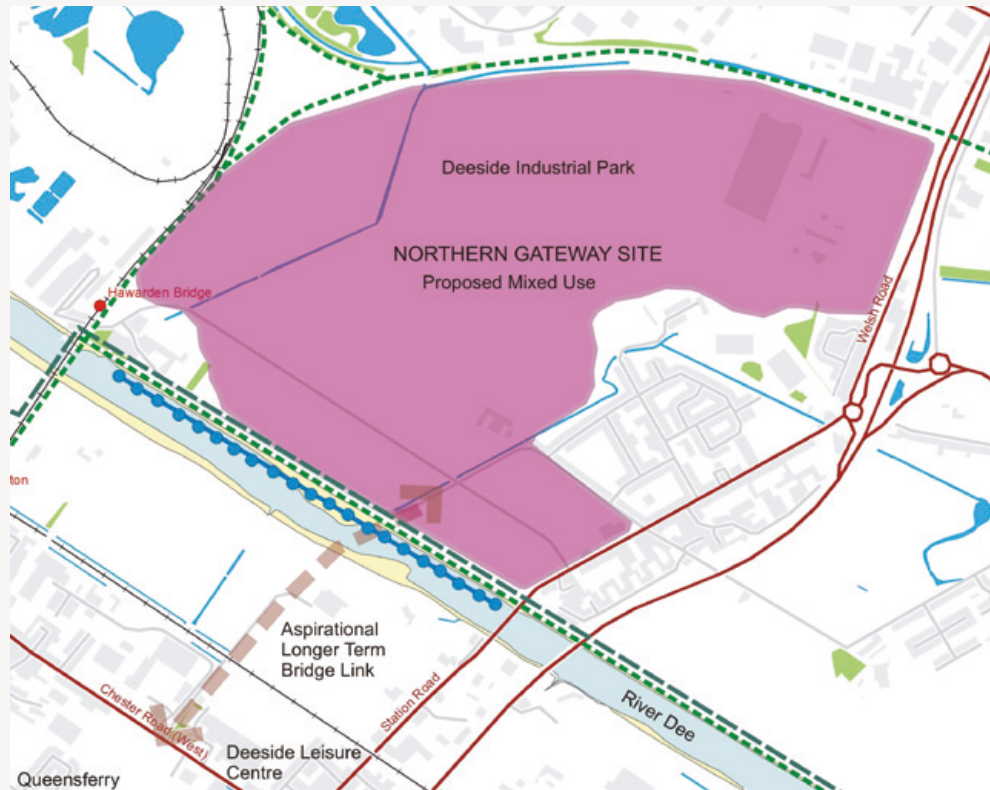 Deeside Industrial Park
NORTHERN GATEWAY SITE
Proposed Mixed Use
Hawarden Bridge
Welsh Road
ton
Aspirational
Longer Term
Bridge Link
Station Road
River Dee
Chester Road (West)
Deeside Leisure
Centre
Queensferry